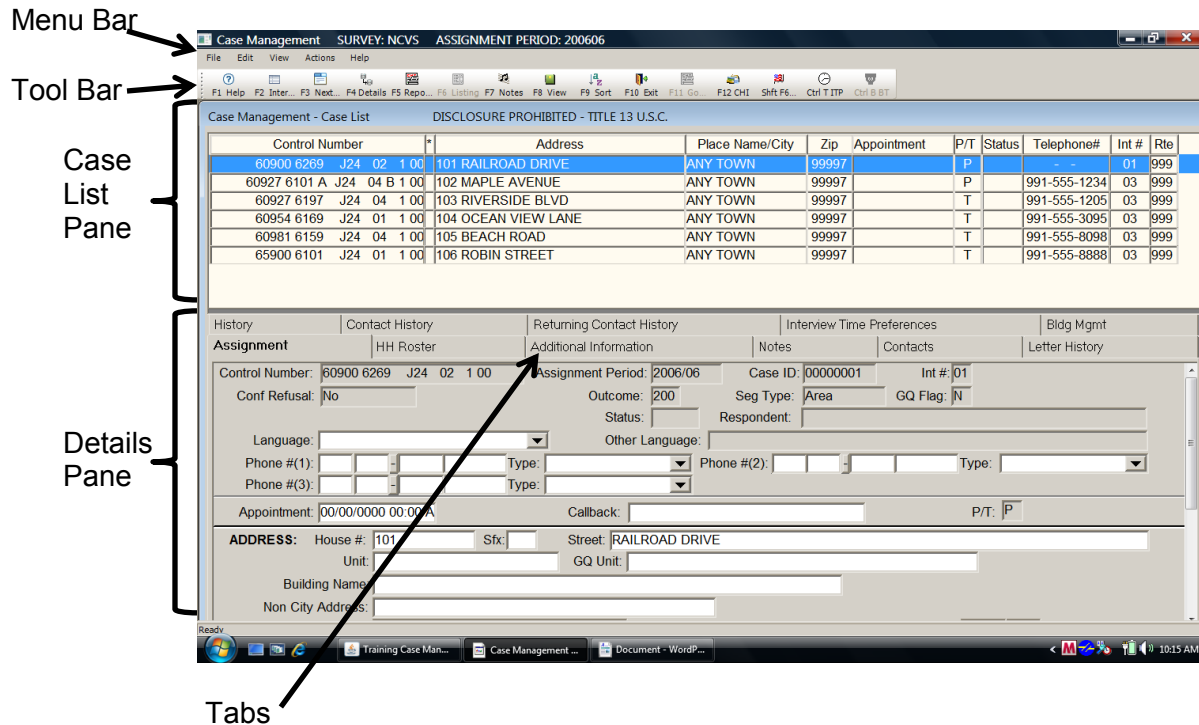 Menu Bar
Case Management SURVEY: NCVS ASSIGNMENT PERIOD: 200606
File Edit View Actions Help
Tool Bar
F1 Help F2 Inter... F3 Next... F4 Details F5 Repo... F6 Listing F7 Notes F8 View F9 Sort F10 Exit F11 Go... F12 CHI Shft F6... Ctrl T ITP Ctrl B BT
Case Management - Case List DISCLOSURE PROHIBITED - TITLE 13 U.S.C.
Control Number * Address Place Name/City Zip Appointment P/T Status Telephone# Int # Rte
60900 6269 J24 02 1 00 101 RAILROAD DRIVE ANY TOWN 99997 P - - 01 999
60927 6101 A J24 04 B 1 00 102 MAPLE AVENUE ANY TOWN 99997 P 991-555-1234 03 999
60927 6197 J24 04 1 00 103 RIVERSIDE BLVD ANY TOWN 99997 T 991-555-1205 03 999
60954 6169 J24 01 1 00 104 OCEAN VIEW LANE ANY TOWN 99997 T 991-555-3095 03 999
60981 6159 J24 04 1 00 105 BEACH ROAD ANY TOWN 99997 T 991-555-8098 03 999
65900 6101 J24 01 1 00 106 ROBIN STREET ANY TOWN 99997 T 991-555-8888 03 999
Case
List
Pane
History Contact History Returning Contact History Interview Time Preferences Bldg Mgmt
Assignment HH Roster Additional Information Notes Contacts Letter History
Control Number: 60900 6269 J24 02 1 00 Assignment Period: 2006/06 Case ID: 00000001 Int #: 01
Conf Refusal: No Outcome: 200 Seg Type: Area GQ Flag: N
Status: Respondent:
Language: Other Language:
Phone #(1): - Type: Phone #(2): - Type:
Phone #(3): - Type:
Appointment: 00/00/0000 00:00 A Callback: P/T: P
ADDRESS: House #: 101 Sfx: Street: RAILROAD DRIVE
Unit: GQ Unit:
Building Name:
Non City Address:
Details
Pane
Ready
Training Case Man... Case Management ... Document - WordP... < M 10:15 AM
Tabs